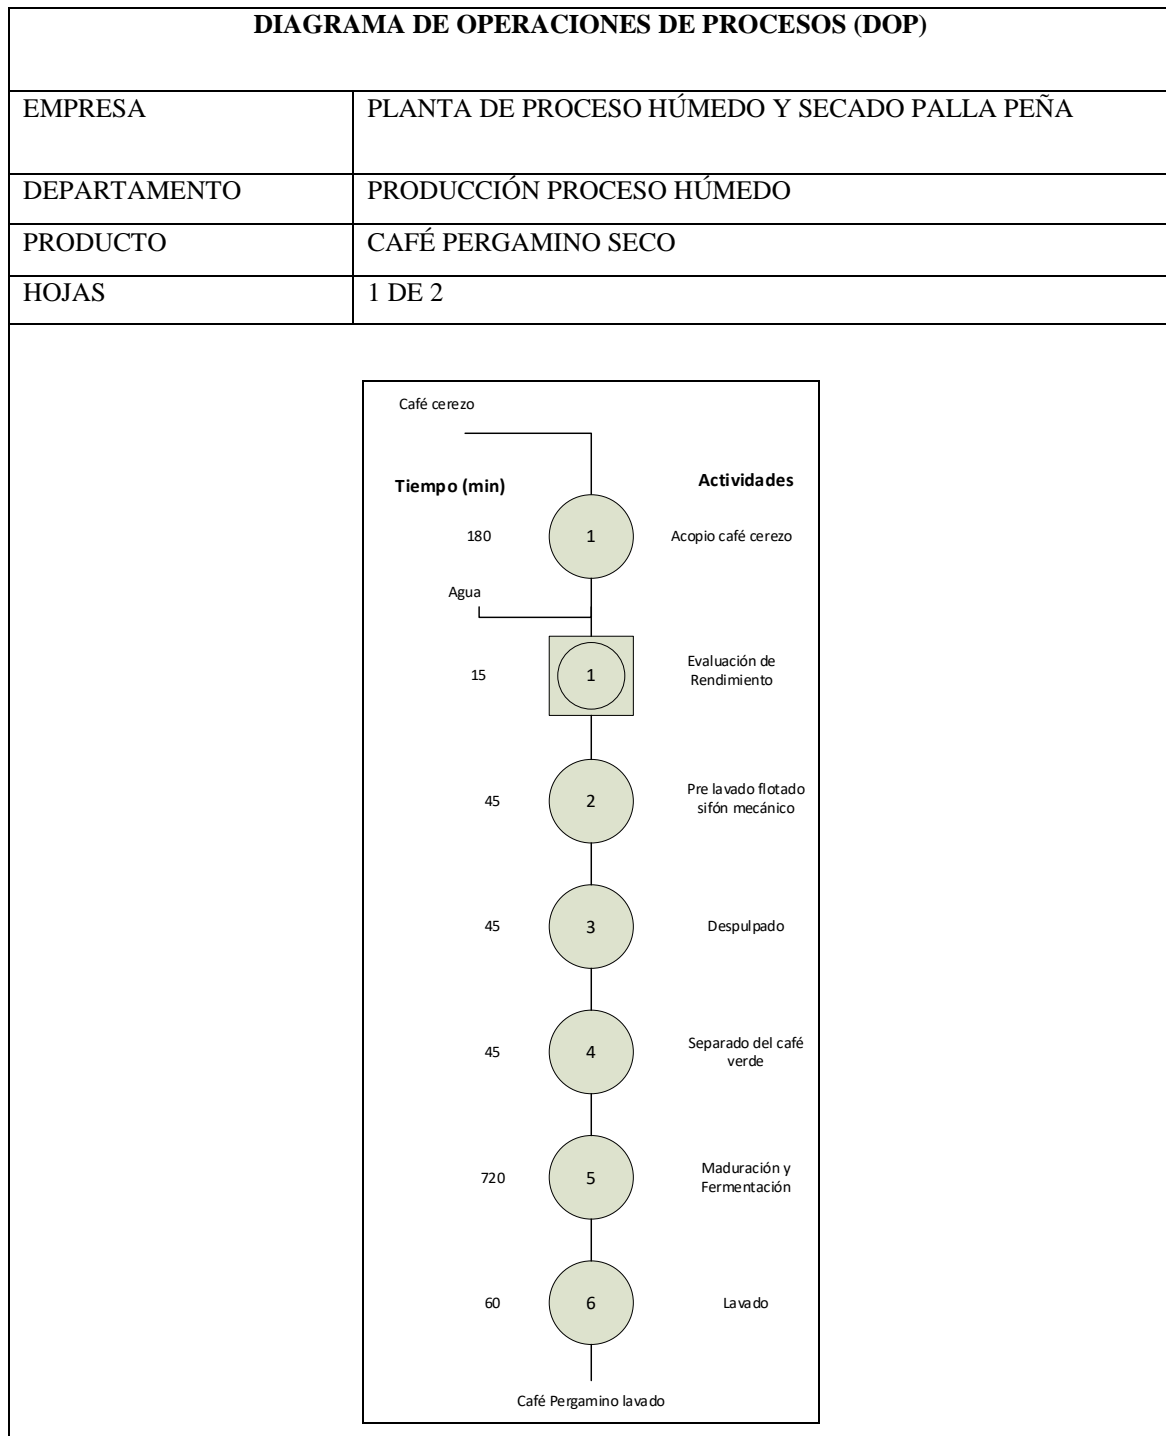 DIAGRAMA DE OPERACIONES DE PROCESOS (DOP)
EMPRESA
PLANTA DE PROCESO HÚMEDO Y SECADO PALLA PEÑA
DEPARTAMENTO
PRODUCCIÓN PROCESO HÚMEDO
PRODUCTO
CAFÉ PERGAMINO SECO
HOJAS
1 DE 2
Café cerezo
Tiempo (min)
Actividades
180
1
Acopio café cerezo
Agua
15
1
Evaluación de
Rendimiento
45
2
Pre lavado flotado
sifón mecánico
45
3
Despulpado
45
4
Separado del café
verde
720
5
Maduración y
Fermentación
60
6
Lavado
Café Pergamino lavado